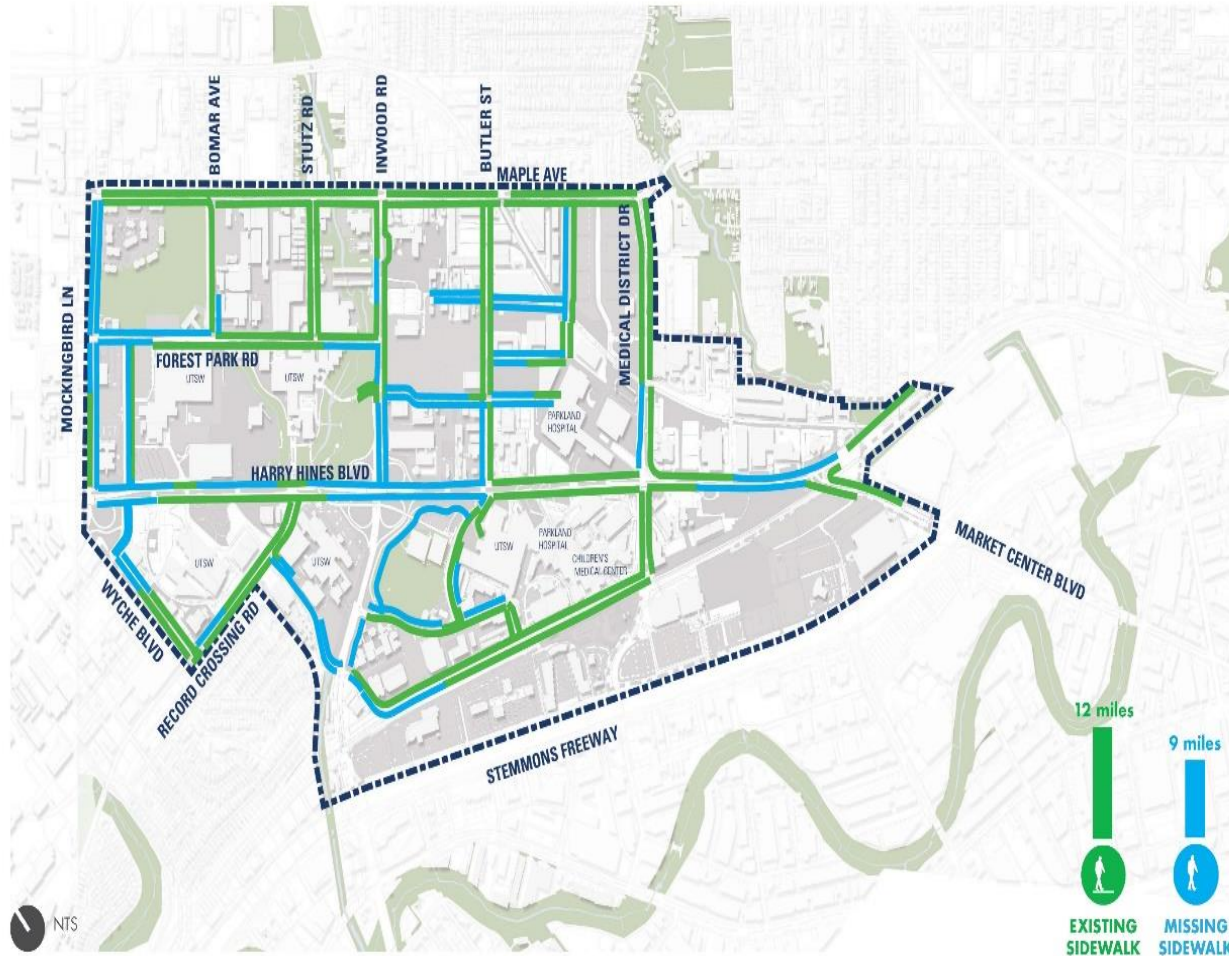 BOMAR AVE
STUTZ RD
INWOOD RD
BUTLER ST
MAPLE AVE
MEDICAL DISTRICT DR
MOCKINGBIRD LN
FOREST PARK RD
UTSW
UTSW
PARKLAND
HOSPITAL
HARRY HINES BLVD
UTSW
UTSW
UTSW
PARKLAND
HOSPITAL
CHILDREN'S
MEDICAL CENTER
MARKET CENTER BLVD
WYCHE BLVD
RECORD CROSSING RD
STEMMONS FREEWAY
12 miles
9 miles
EXISTING
SIDEWALK
MISSING
SIDEWALK
NTS